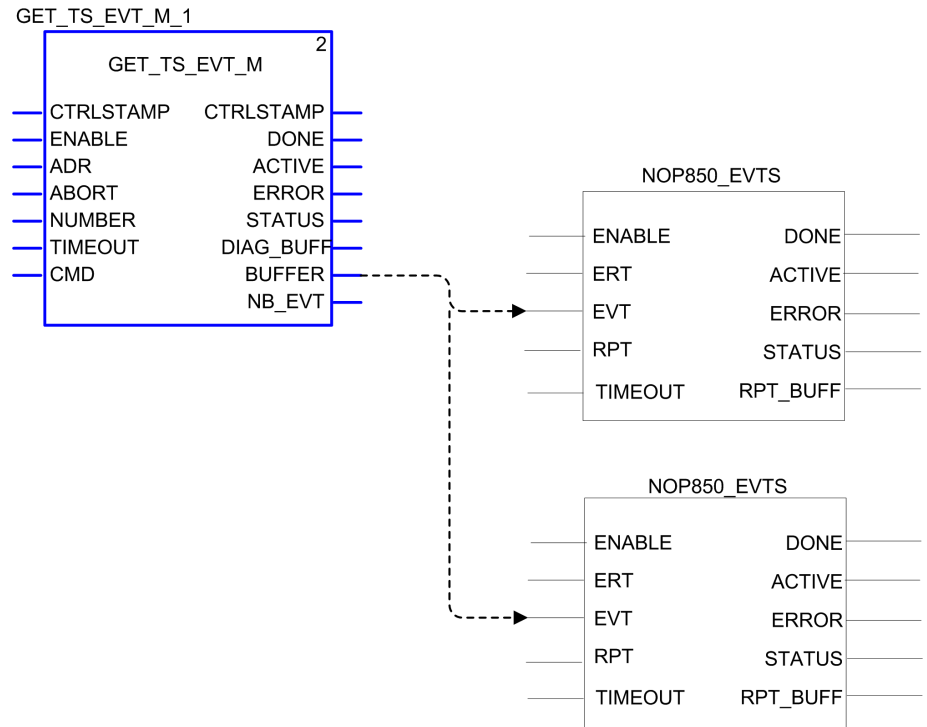 GET_TS_EVT_M_1
2
GET_TS_EVT_M
CTRLSTAMP CTRLSTAMP
ENABLE DONE
ADR ACTIVE
ABORT ERROR
NUMBER STATUS
TIMEOUT DIAG_BUFF
CMD BUFFER
NB_EVT
NOP850_EVTS
ENABLE DONE
ERT ACTIVE
EVT ERROR
RPT STATUS
TIMEOUT RPT_BUFF
NOP850_EVTS
ENABLE DONE
ERT ACTIVE
EVT ERROR
RPT STATUS
TIMEOUT RPT_BUFF